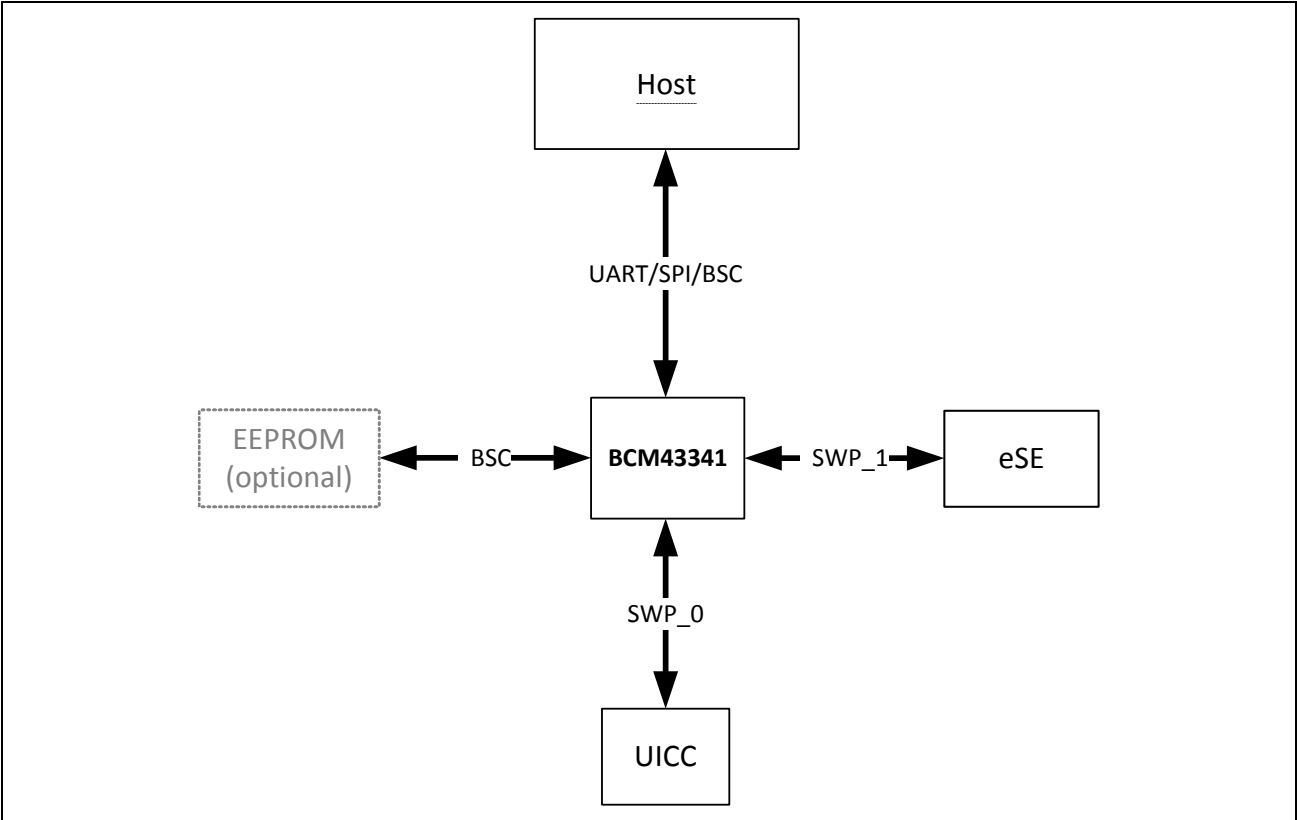 Host
UART/SPI/BSC
EEPROM
(optional)
BSC
BCM43341
SWP_1
eSE
SWP_0
UICC